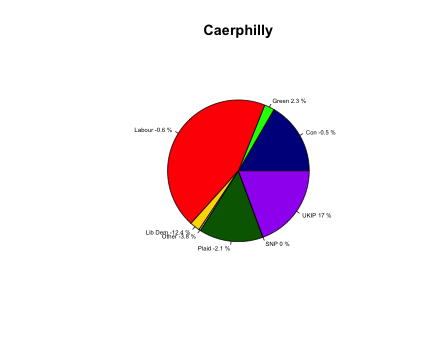 Caerphilly
Green 2.3 %
Labour -0.6 %
Con -0.5 %
UKIP 17 %
Lib Dem -12.4 %
Other -3.8 %
Plaid -2.1 %
SNP 0 %